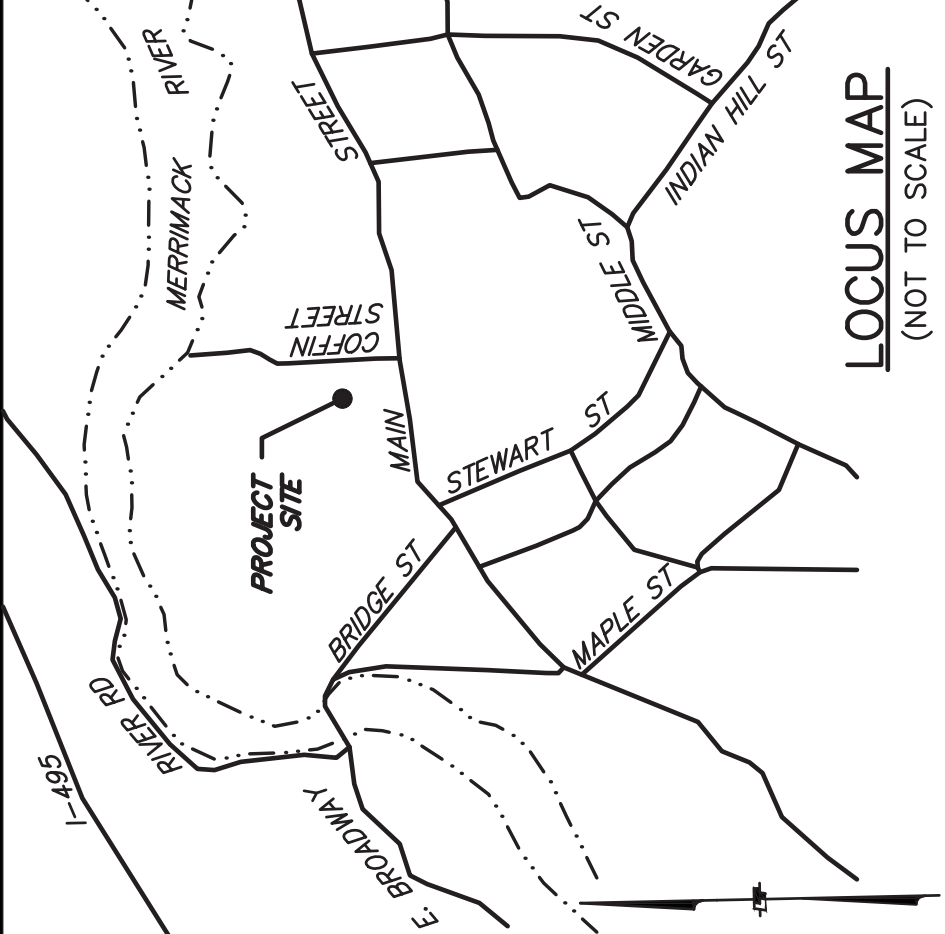 I-495
RIVER RD
E. BROADWAY
BRIDGE ST
PROJECT
SITE
MERRIMACK
RIVER
COFFIN
STREET
MAIN
STREET
STEWART ST
MAPLE ST
MIDDLE ST
GARDEN
ST
INDIAN HILL ST
LOCUS MAP
(NOT TO SCALE)